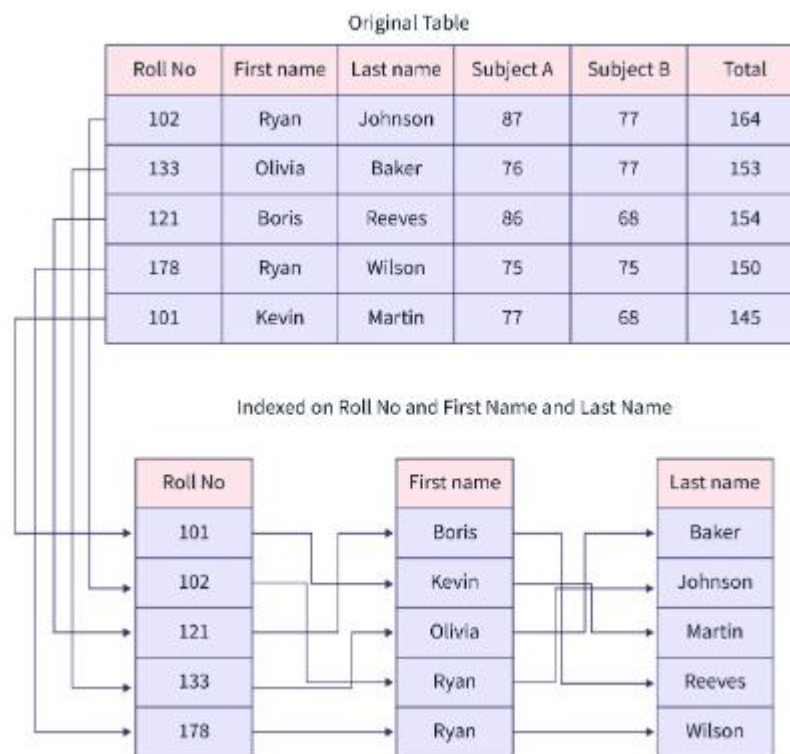 Original Table
Roll No First name Last name Subject A Subject B Total
102 Ryan Johnson 87 77 164
133 Olivia Baker 76 77 153
121 Boris Reeves 86 68 154
178 Ryan Wilson 75 75 150
101 Kevin Martin 77 68 145
Indexed on Roll No and First Name and Last Name
Roll No First name Last name
101 Boris Baker
102 Kevin Johnson
121 Olivia Martin
133 Ryan Reeves
178 Ryan Wilson